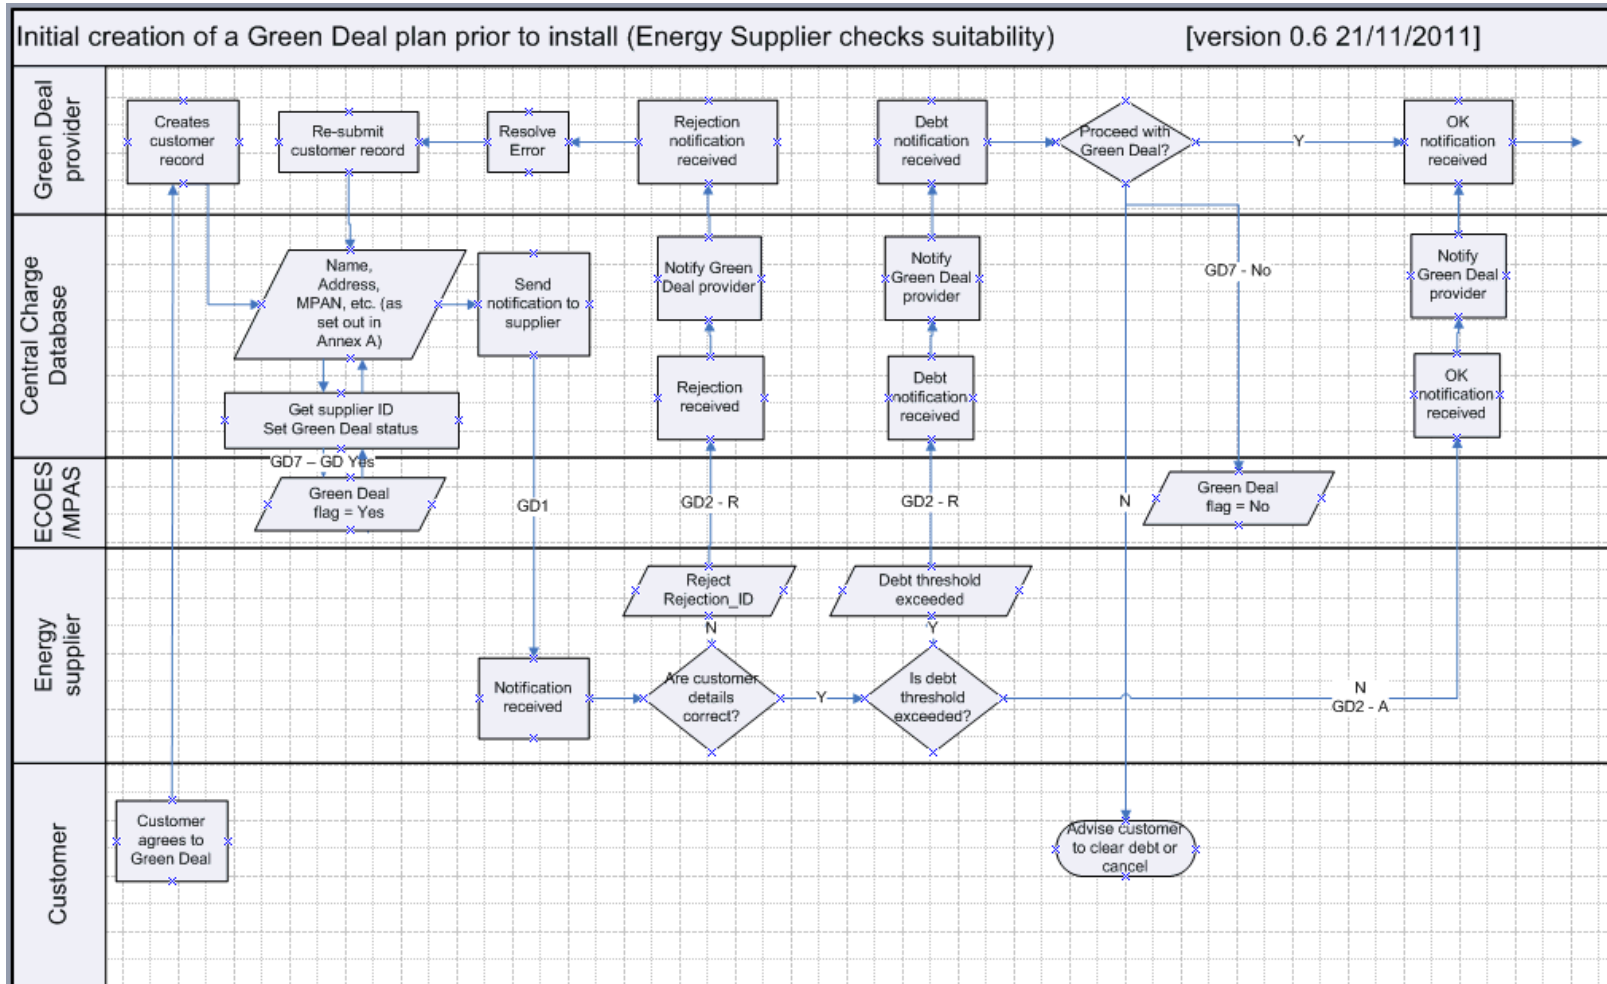 Initial creation of a Green Deal plan prior to install (Energy Supplier checks suitability) [version 0.6 21/11/2011]
Green Deal
provider
Creates
customer
record
Re-submit
customer record
Resolve
Error
Rejection
notification
received
Debt
notification
received
Proceed with
Green Deal?
Y
OK
notification
received
Central Charge
Database
Name,
Address,
MPAN, etc. (as
set out in
Annex A)
Send
notification to
supplier
Notify Green
Deal provider
Notify
Green Deal
provider
GD7 - No
Notify
Green Deal
provider
Get supplier ID
Set Green Deal status
Rejection
received
Debt
notification
received
OK
notification
received
ECOES
/MPAS
GD7 – GD Yes
Green Deal
flag = Yes
GD1
GD2 - R
GD2 - R
N
Green Deal
flag = No
Energy
supplier
Reject
Rejection_ID
N
Debt threshold
exceeded
Y
Notification
received
Are customer
details
correct?
Y
Is debt
threshold
exceeded?
N
GD2 - A
Customer
Customer
agrees to
Green Deal
Advise customer
to clear debt or
cancel